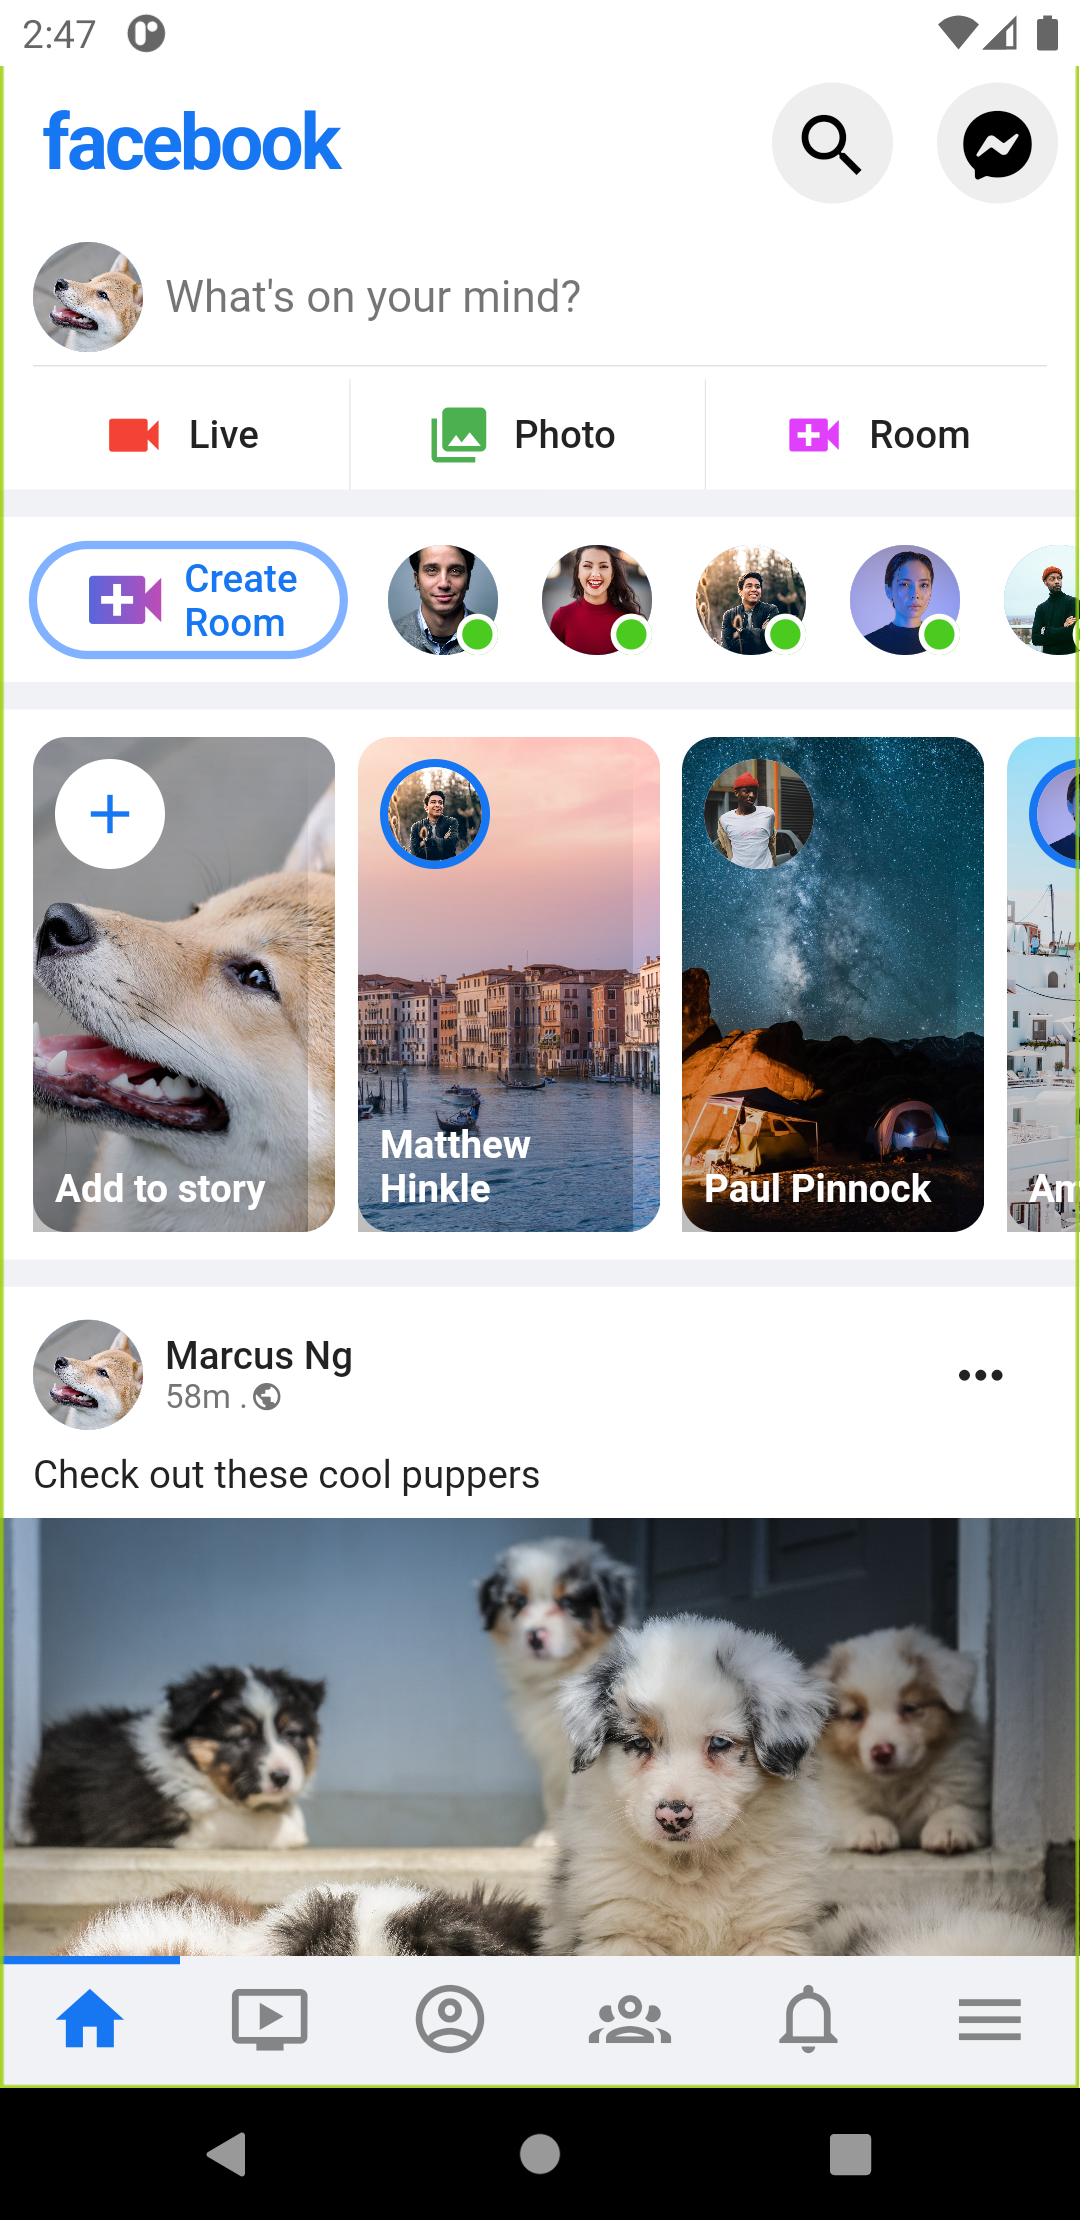 2:47
facebook
What's on your mind?
Live
Photo
Room
Create
Room
Add to story
Matthew
Hinkle
Paul Pinnock
Am
Marcus Ng
58m .
Check out these cool puppers